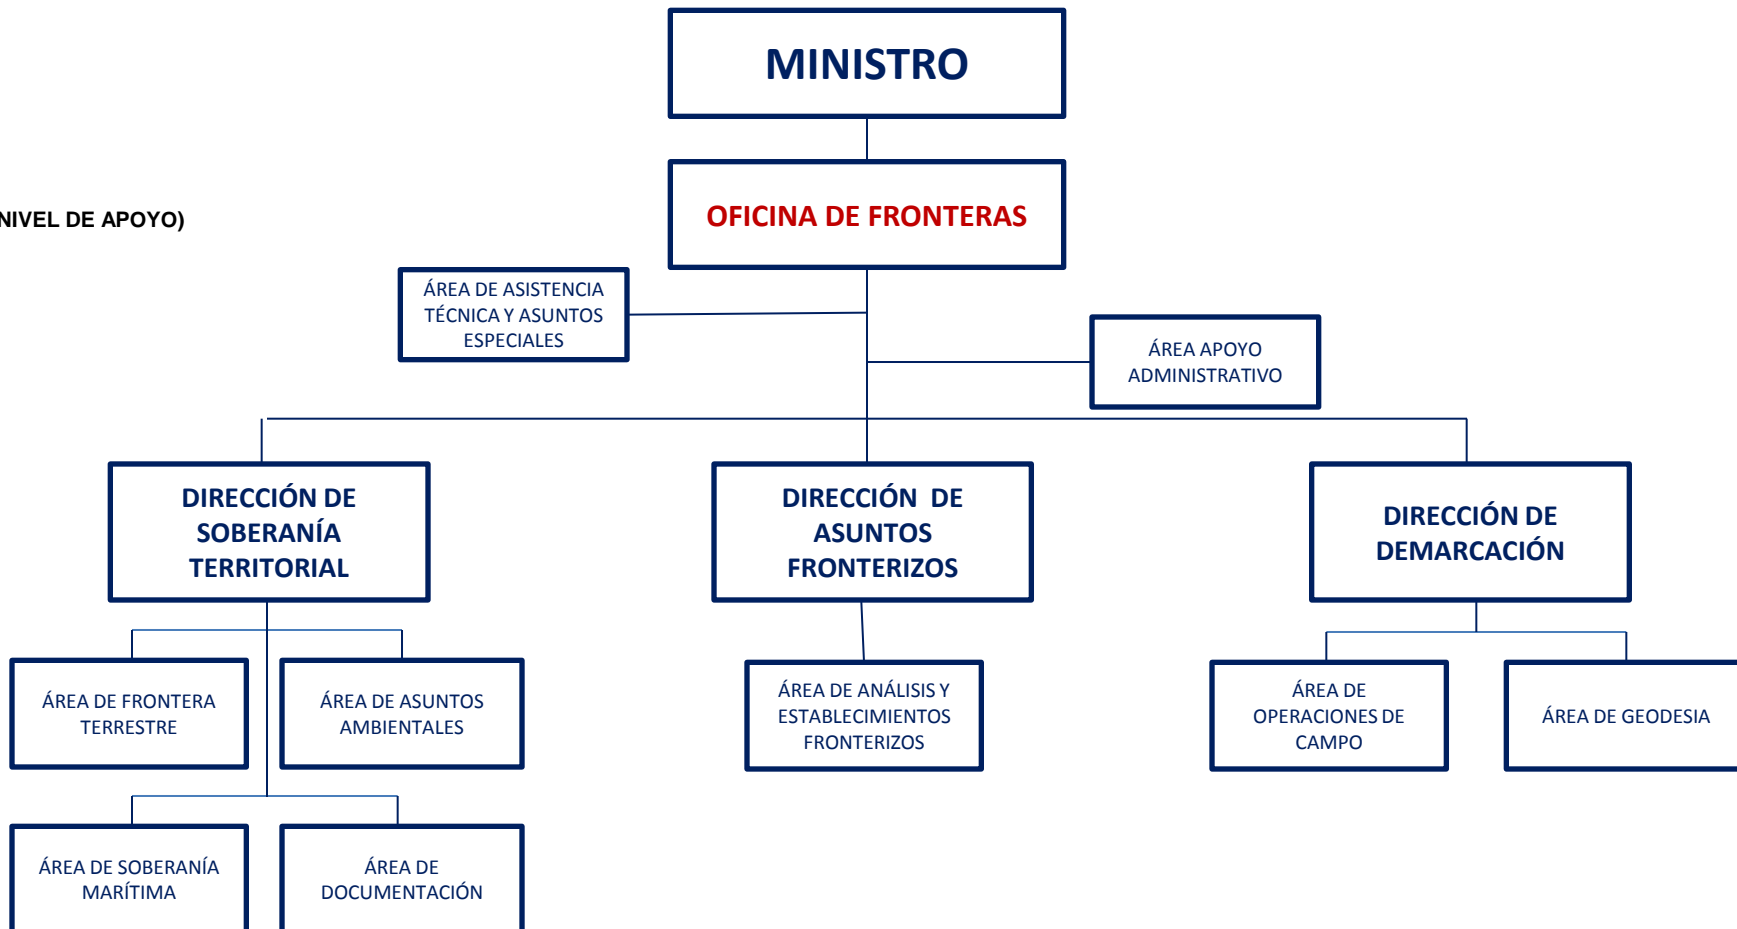 MINISTRO
OFICINA DE FRONTERAS
NIVEL DE APOYO)
ÁREA DE ASISTENCIA
TÉCNICA Y ASUNTOS
ESPECIALES
ÁREA APOYO
ADMINISTRATIVO
DIRECCIÓN DE
SOBERANÍA
TERRITORIAL
DIRECCIÓN DE
ASUNTOS
FRONTERIZOS
DIRECCIÓN DE
DEMARCACIÓN
ÁREA DE FRONTERA
TERRESTRE
ÁREA DE ASUNTOS
AMBIENTALES
ÁREA DE ANÁLISIS Y
ESTABLECIMIENTOS
FRONTERIZOS
ÁREA DE
OPERACIONES DE
CAMPO
ÁREA DE GEODESIA
ÁREA DE SOBERANÍA
MARÍTIMA
ÁREA DE
DOCUMENTACIÓN